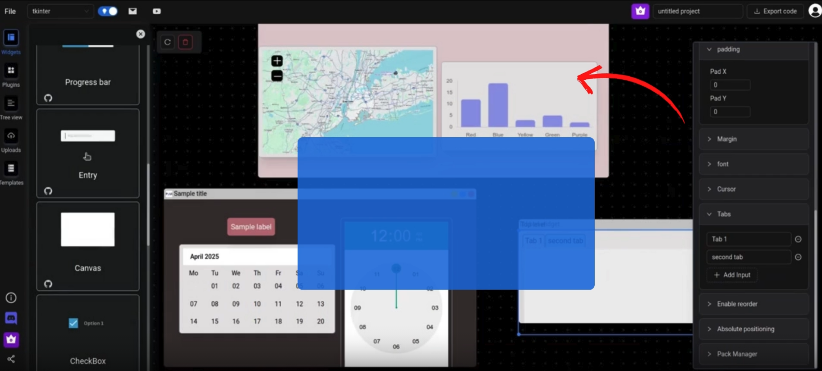 File
tkinter
untitled project
Export code
Widgets
Plugins
Tree view
Uploads
Templates
Progress bar
Entry
Canvas
Option 1
CheckBox
20
15
10
5
0
Red Blue Yellow Green Purple
Sample title
Sample label
April 2025
Mo Tu We Th Fr
01 02 03 04
07 08 09 10 11 12 13
14 15 16 17 18 19 20
12:00
09 03
08 04
07 06 05
Tab 1 second tab
padding
Pad X
0
Pad Y
0
Margin
font
Cursor
Tabs
Tab 1
second tab
+ Add Input
Enable reorder
Absolute positioning
Pack Manager